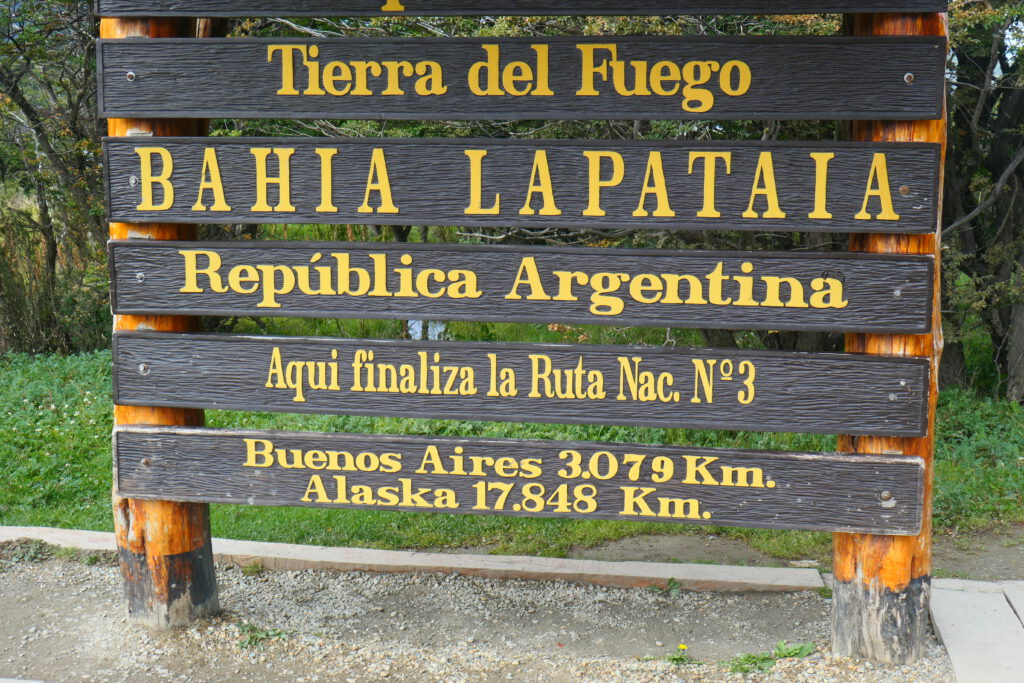 Tierra del Fuego
BAHIA LAPATAIA
República Argentina
Aqui finaliza la Ruta Nac. Nº3
Buenos Aires 3.079 Km.
Alaska 17.848 Km.